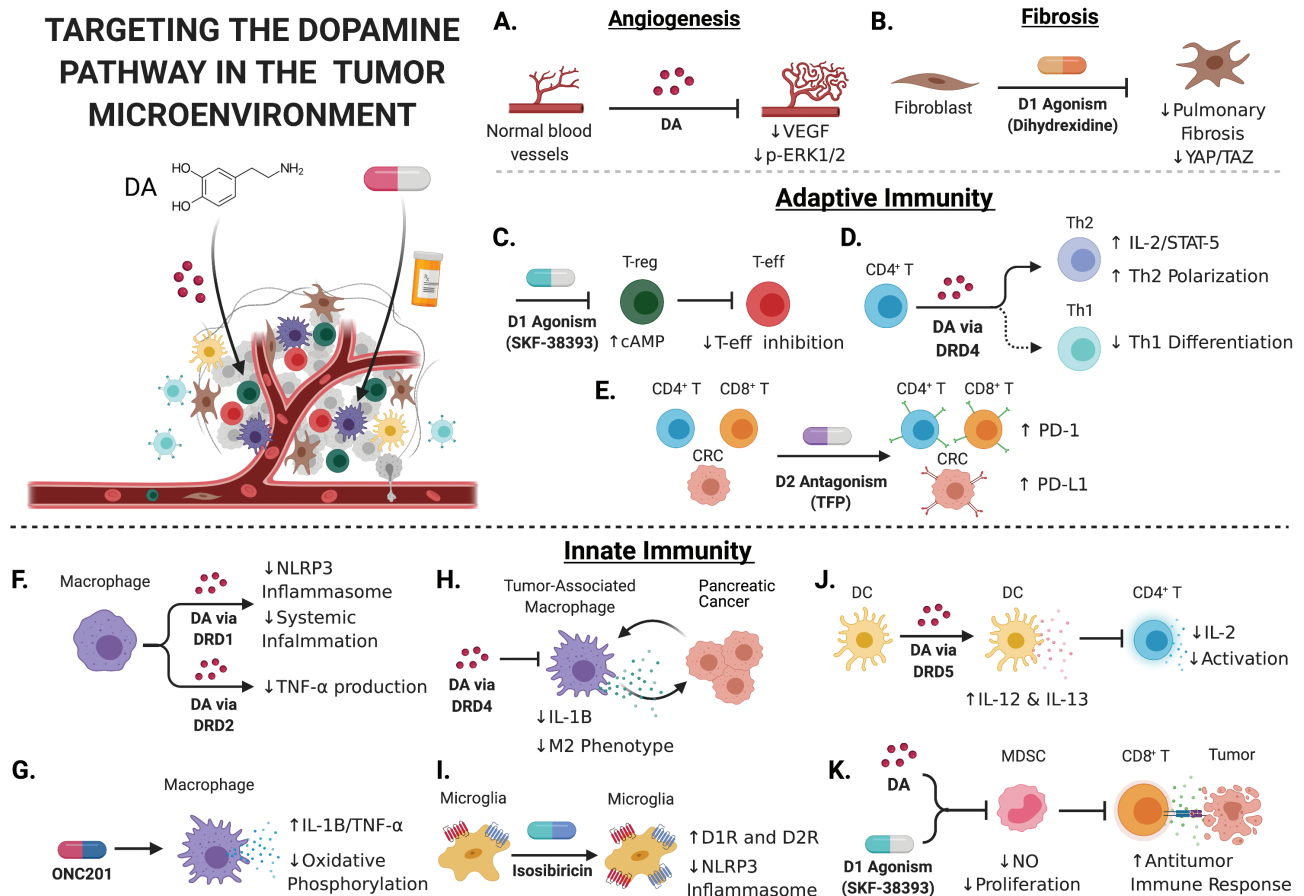 TARGETING THE DOPAMINE
PATHWAY IN THE TUMOR
MICROENVIRONMENT
DA
HO
HO
NH2
A.
Angiogenesis
Normal blood
vessels
DA
↓VEGF
↓p-ERK1/2
B.
Fibrosis
Fibroblast
D1 Agonism
(Dihydrexidine)
↓Pulmonary
Fibrosis
↓YAP/TAZ
Adaptive Immunity
C.
D1 Agonism
(SKF-38393)
T-reg
↑cAMP
T-eff
↓T-eff inhibition
D.
CD4⁺ T
DA via
DRD4
Th2
↑ IL-2/STAT-5
↑ Th2 Polarization
Th1
↓ Th1 Differentiation
E.
CD4⁺ T
CD8⁺ T
CRC
D2 Antagonism
(TFP)
CD4⁺ T
CD8⁺ T
CRC
↑ PD-1
↑ PD-L1
Innate Immunity
F.
Macrophage
DA via
DRD1
↓NLRP3
Inflammasome
↓Systemic
Infalmmation
DA via
DRD2
↓TNF-α production
G.
ONC201
Macrophage
↑IL-1B/TNF-α
↓Oxidative
Phosphorylation
H.
DA via
DRD4
Tumor-Associated
Macrophage
Pancreatic
Cancer
↓IL-1B
↓M2 Phenotype
I.
Microglia
Isosibiricin
Microglia
↑D1R and D2R
↓NLRP3
Inflammasome
J.
DC
DA via
DRD5
DC
↑IL-12 & IL-13
CD4⁺ T
↓IL-2
↓Activation
K.
DA
D1 Agonism
(SKF-38393)
MDSC
↓NO
↓Proliferation
CD8⁺ T
Tumor
↑Antitumor
Immune Response